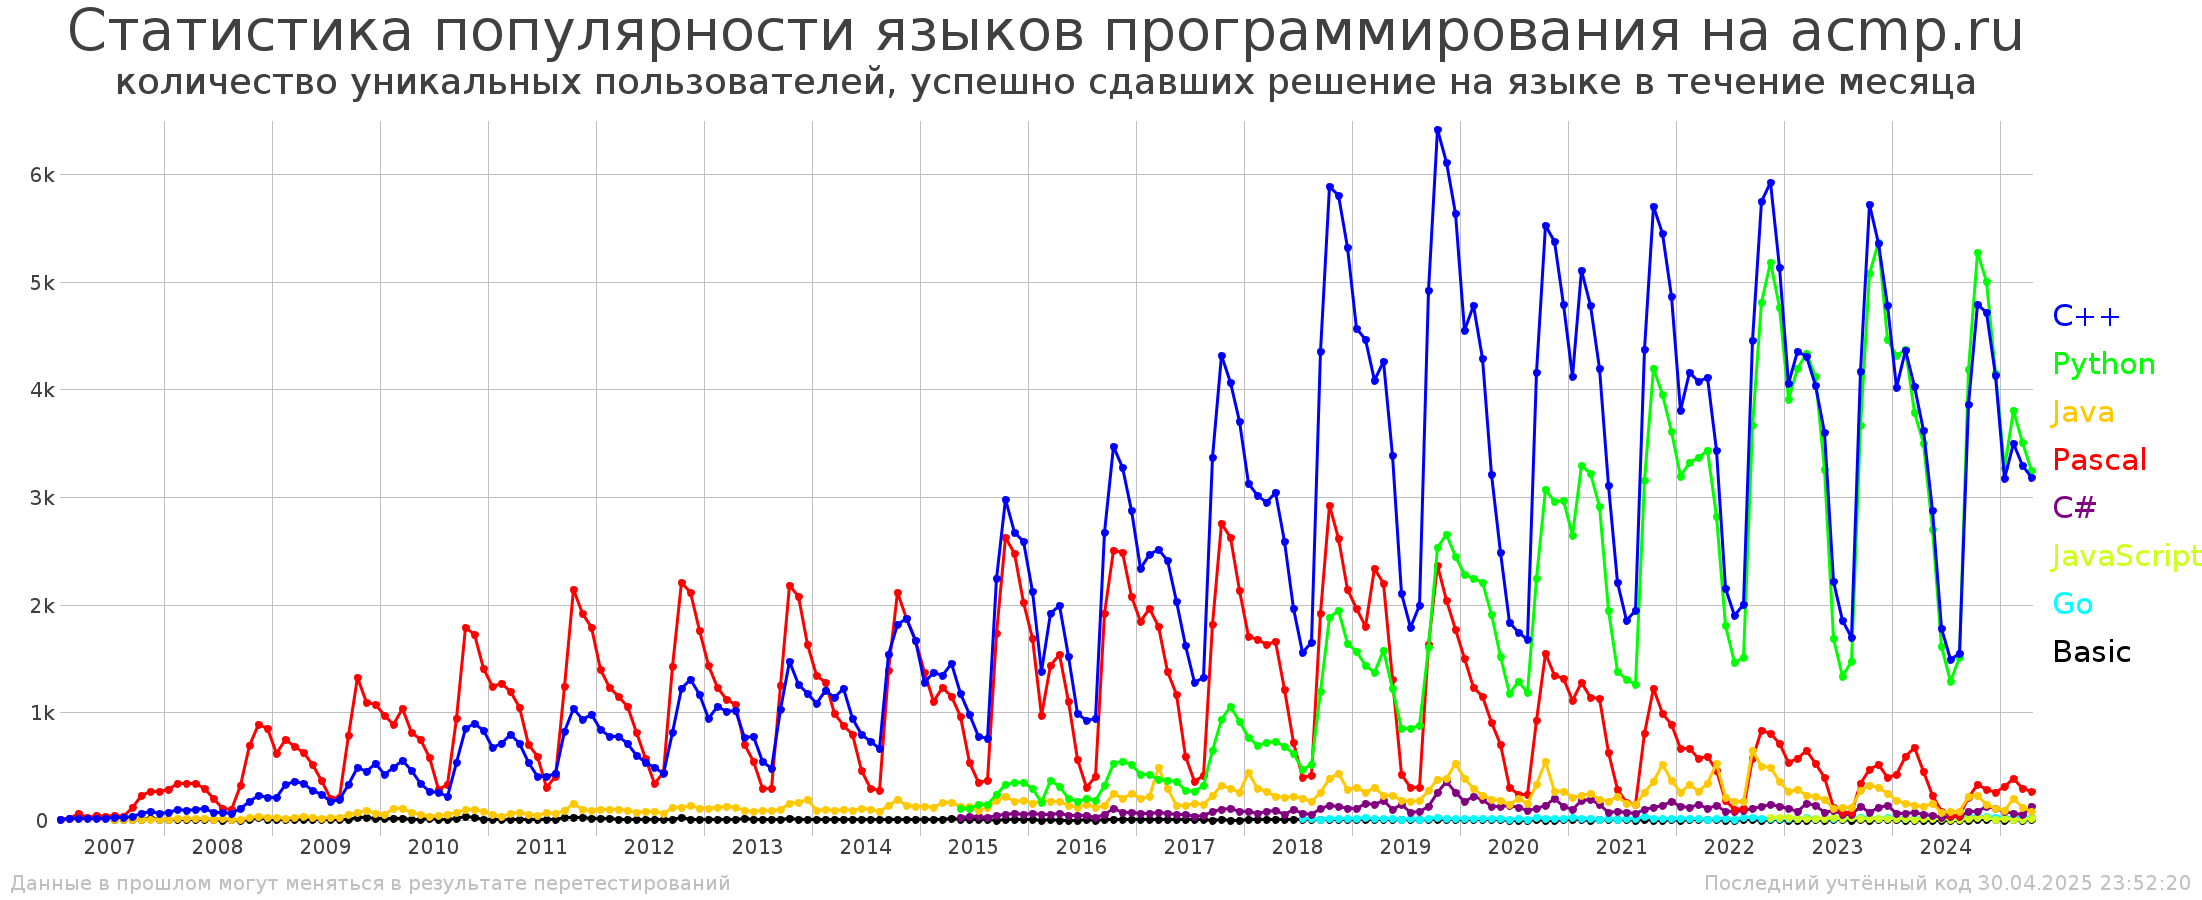 Статистика популярности языков программирования на acmp.ru
количество уникальных пользователей, успешно сдавших решение на языке в течение месяца
6k
5k
4k
3k
2k
1k
0
C++
Python
Java
Pascal
C#
JavaScript
Go
Basic
2007 2008 2009 2010 2011 2012 2013 2014 2015 2016 2017 2018 2019 2020 2021 2022 2023 2024
Данные в прошлом могут меняться в результате перетестирований
Последний учтённый код 30.04.2025 23:52:20